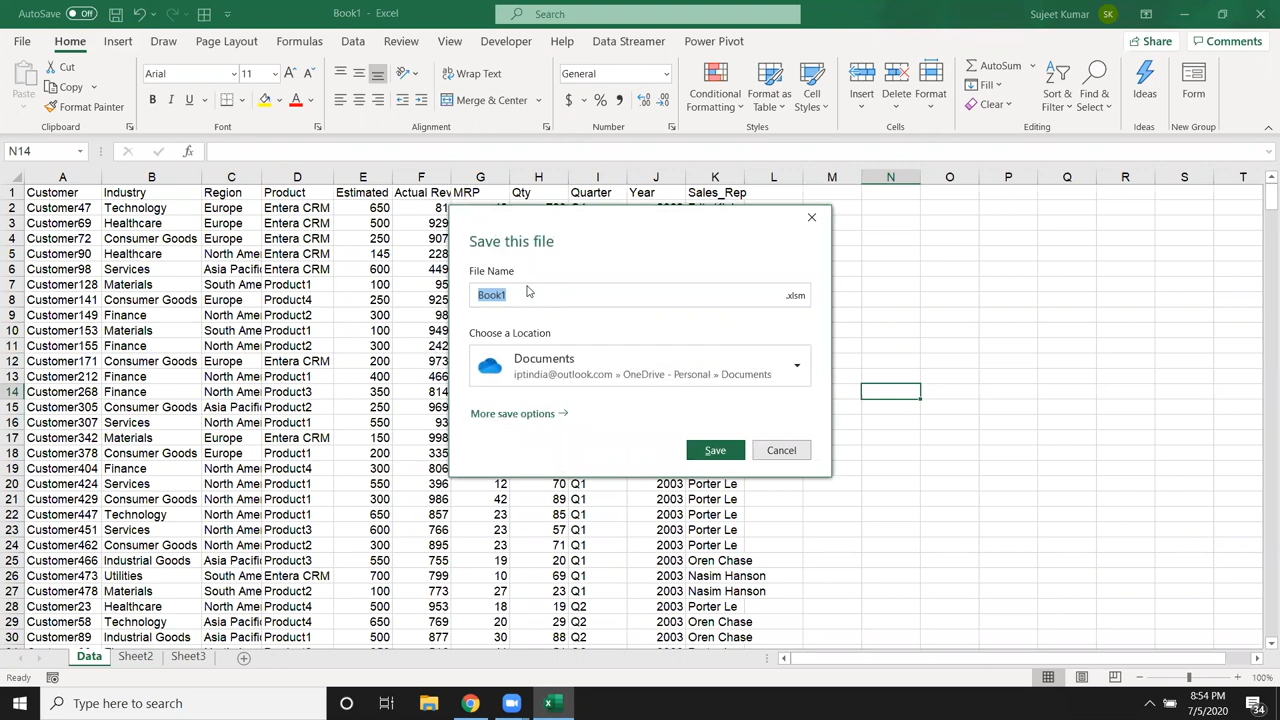 AutoSave Off Book1 - Excel Search Sujeet Kumar SK
File Home Insert Draw Page Layout Formulas Data Review View Developer Help Data Streamer Power Pivot Share Comments
Paste Cut Copy Format Painter
Arial 11 B I U A
Wrap Text Merge & Center
General $ % ,
Conditional Formatting Format as Table Cell Styles
Insert Delete Format
AutoSum Fill Clear Sort & Filter Find & Select
Ideas Form
Clipboard Font Alignment Number Styles Cells Editing Ideas New Group
N14 fx
A B C D E F G H I J K L M N O P Q R S T
1 Customer Industry Region Product Estimated Actual Rev MRP Qty Quarter Year Sales_Rep
2 Customer47 Technology Europe Entera CRM 650 81
3 Customer69 Healthcare Europe Entera CRM 500 929
4 Customer72 Consumer Goods Europe Entera CRM 250 907
5 Customer90 Healthcare North Ame Entera CRM 145 228
6 Customer98 Services Asia Pacific Entera CRM 600 449
7 Customer128 Materials South Ame Product1 100 95
8 Customer141 Consumer Goods Europe Product4 250 925
9 Customer149 Finance North Ame Product2 300 98
10 Customer153 Materials South Ame Product1 100 949
11 Customer155 Finance North Ame Product2 300 242
12 Customer171 Consumer Goods Europe Entera CRM 200 973
13 Customer212 Finance North Ame Product1 400 466
14 Customer268 Finance North Ame Product3 350 814
15 Customer305 Consumer Goods Asia Pacific Product2 250 969
16 Customer307 Services North Ame Product1 550 93
17 Customer342 Materials Europe Entera CRM 150 998
18 Customer378 Consumer Goods Europe Product1 200 335
19 Customer404 Finance North Ame Product4 300 806
20 Customer424 Services North Ame Product1 550 396 12 70 Q1 2003 Porter Le
21 Customer429 Consumer Goods North Ame Product1 300 986 42 89 Q1 2003 Porter Le
22 Customer447 Technology North Ame Product1 650 857 23 85 Q1 2003 Porter Le
23 Customer451 Services North Ame Product3 600 766 23 57 Q1 2003 Porter Le
24 Customer462 Consumer Goods North Ame Product2 300 895 23 71 Q1 2003 Porter Le
25 Customer466 Industrial Goods Asia Pacific Product3 550 755 19 20 Q1 2003 Oren Chase
26 Customer473 Utilities South Ame Entera CRM 700 799 10 69 Q1 2003 Nasim Hanson
27 Customer478 Materials South Ame Product2 100 773 27 23 Q1 2003 Nasim Hanson
28 Customer23 Healthcare North Ame Product4 500 953 18 19 Q2 2003 Porter Le
29 Customer58 Technology Asia Pacific Product4 650 769 20 29 Q2 2003 Oren Chase
30 Customer89 Industrial Goods Asia Pacific Product1 500 877 30 88 Q2 2003 Oren Chase
Save this file
File Name
Book1 .xlsm
Choose a Location
Documents
iptindia@outlook.com » OneDrive - Personal » Documents
More save options
Save Cancel
Data Sheet2 Sheet3
Ready 100%
Type here to search
8:54 PM
7/5/2020
34